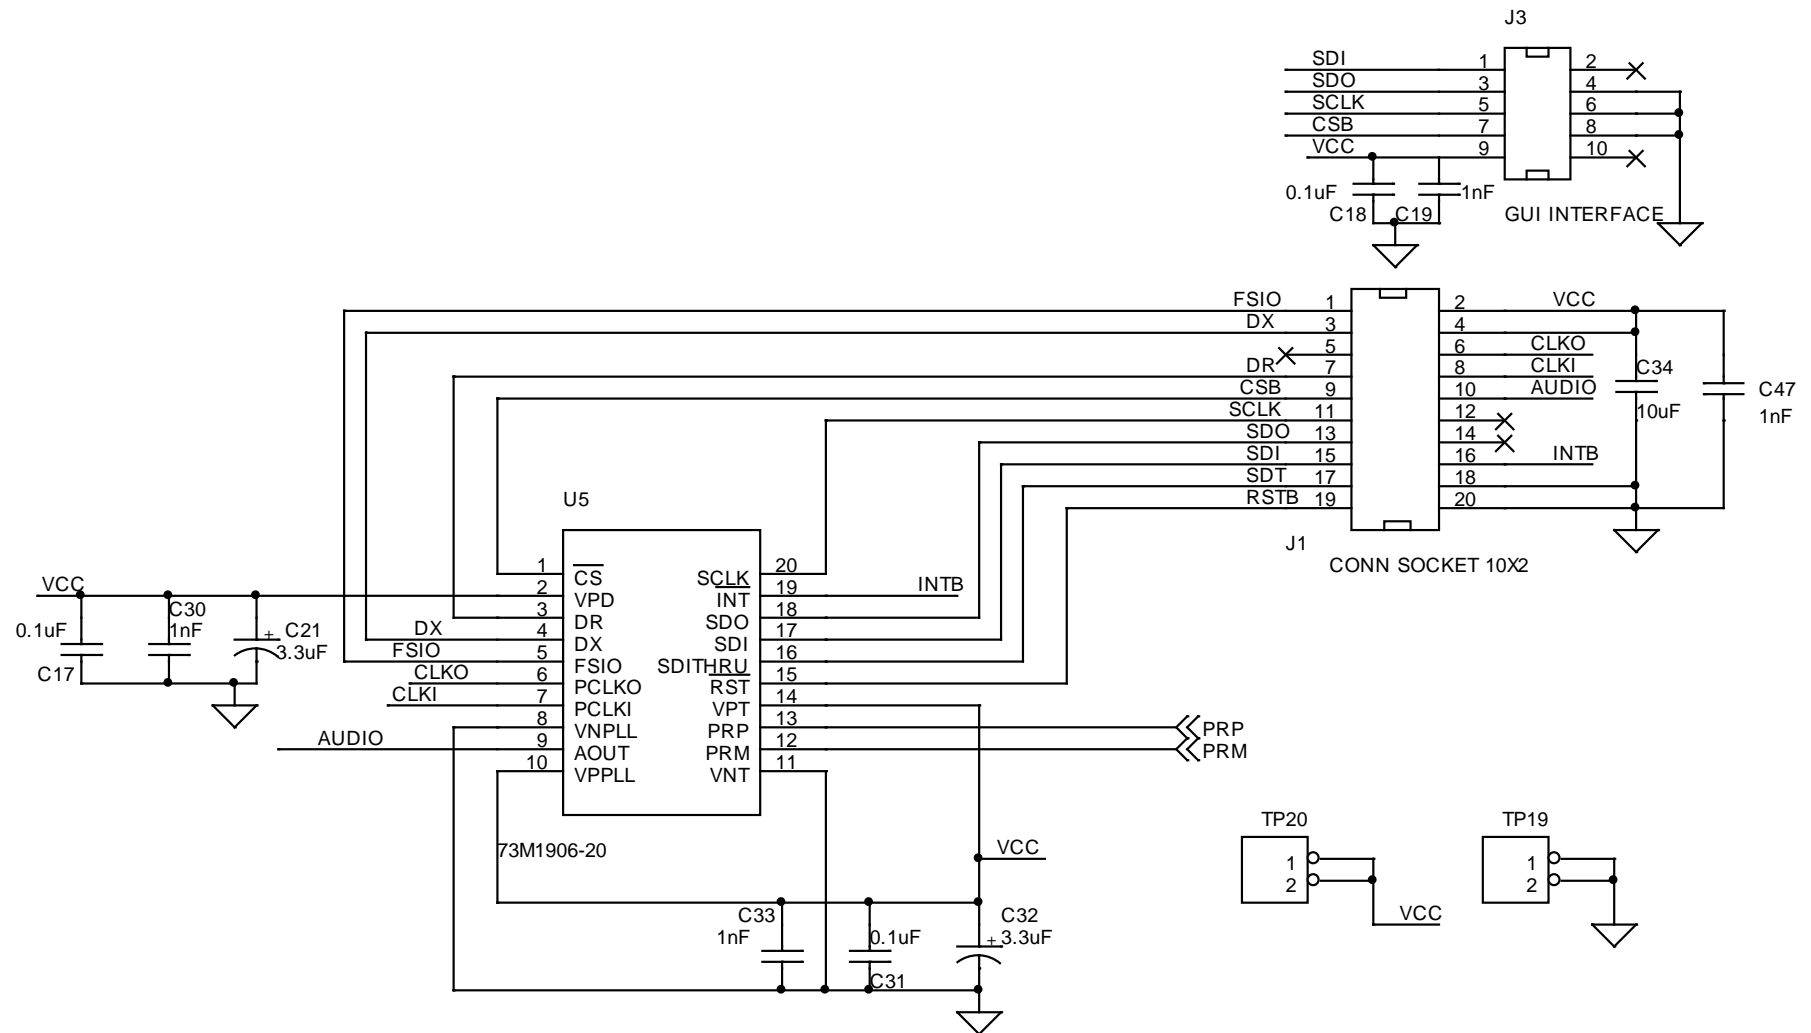 J3
SDI 1 2
SDO 3 4
SCLK 5 6
CSB 7 8
VCC 9 10
0.1uF 1nF
C18 C19 GUI INTERFACE
FSIO 1 2 VCC
DX 3 4
5 6 CLKO
DR 7 8 CLKI
CSB 9 10 AUDIO
SCLK 11 12
SDO 13 14
SDI 15 16 INTB
SDT 17 18
RSTB 19 20
C34
10uF
C47
1nF
J1
CONN SOCKET 10X2
U5
1 CS SCLK 20
2 VPD INT 19
3 DR SDO 18
4 DX SDI 17
5 FSIO SDITHRU 16
6 PCLKO RST 15
7 PCLKI VPT 14
8 VNPLL PRP 13
9 AOUT PRM 12
10 VPPLL VNT 11
73M1906-20
VCC
0.1uF
C17
C30
1nF
+ C21
3.3uF
DX
FSIO
CLKO
CLKI
AUDIO
INTB
PRP
PRM
VCC
C33
1nF
0.1uF
C31
C32
+ 3.3uF
TP20
1
2
VCC
TP19
1
2